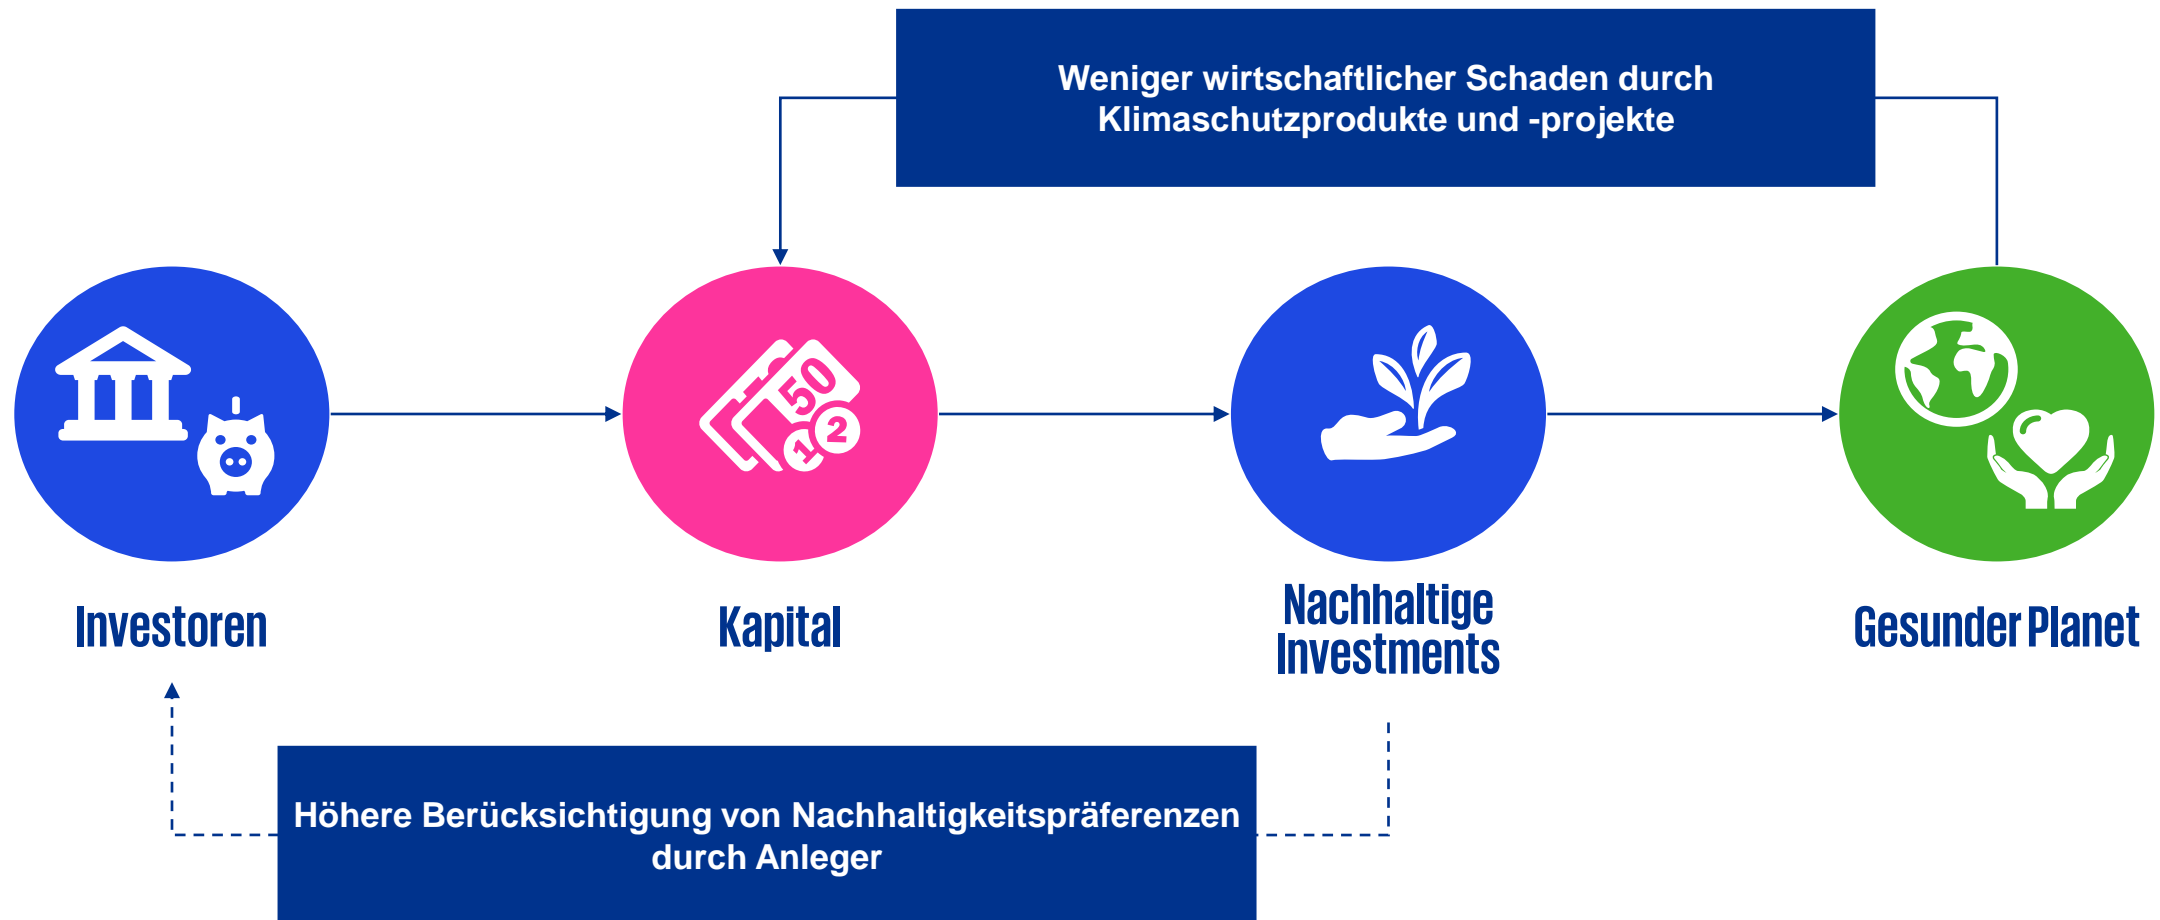 Weniger wirtschaftlicher Schaden durch
Klimaschutzprodukte und -projekte
50
1
2
Investoren
Kapital
Nachhaltige
Investments
Gesunder Planet
Höhere Berücksichtigung von Nachhaltigkeitspräferenzen
durch Anleger